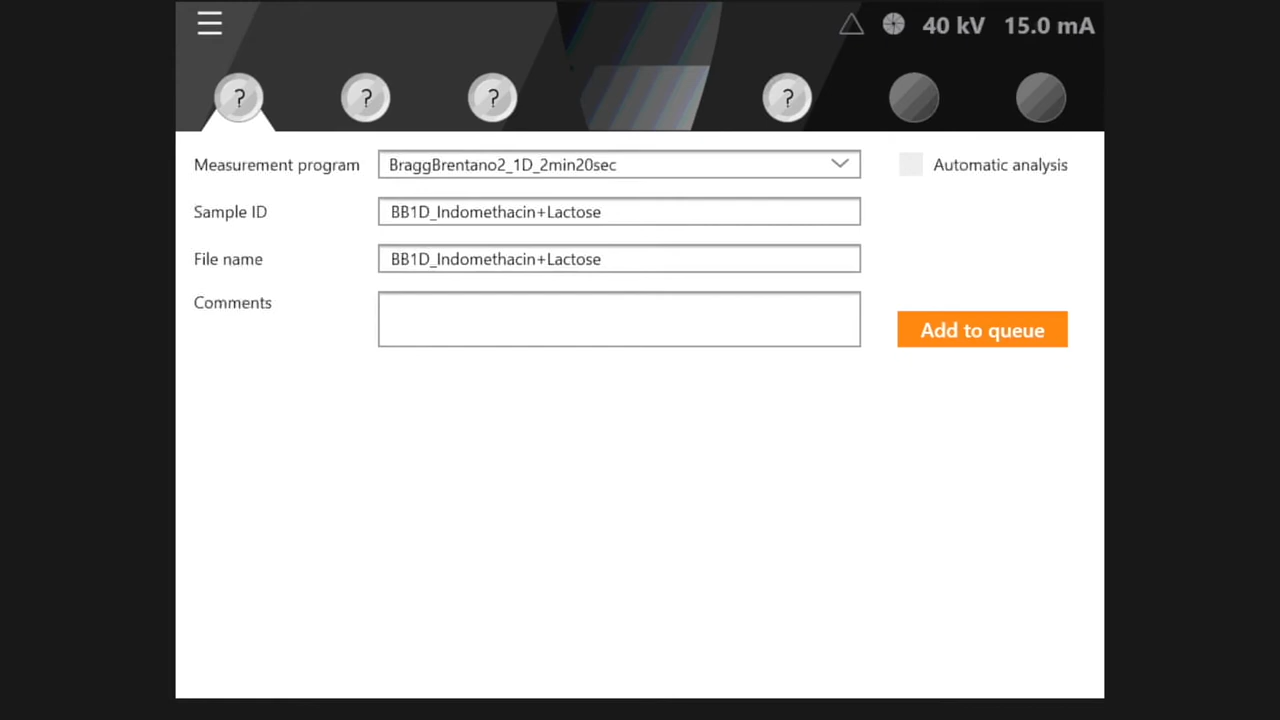 40 kV 15.0 mA
? ? ? ?
Measurement program BraggBrentano2_1D_2min20sec Automatic analysis
Sample ID BB1D_Indomethacin+Lactose
File name BB1D_Indomethacin+Lactose
Comments
Add to queue